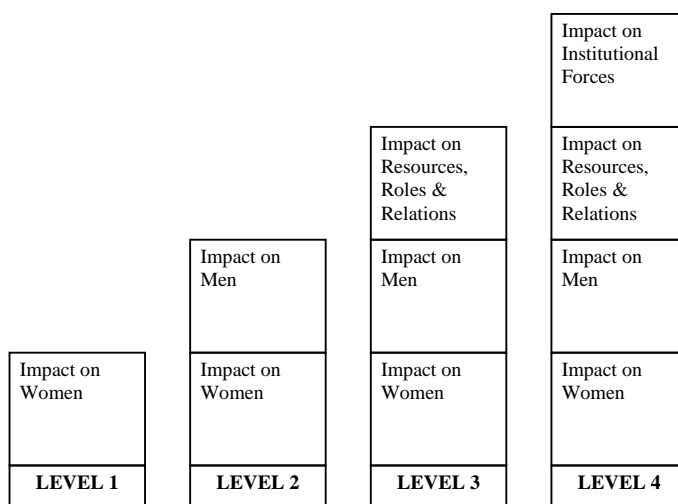 Impact on
Women
LEVEL 1
Impact on
Men
Impact on
Women
LEVEL 2
Impact on
Resources,
Roles &
Relations
Impact on
Men
Impact on
Women
LEVEL 3
Impact on
Institutional
Forces
Impact on
Resources,
Roles &
Relations
Impact on
Men
Impact on
Women
LEVEL 4